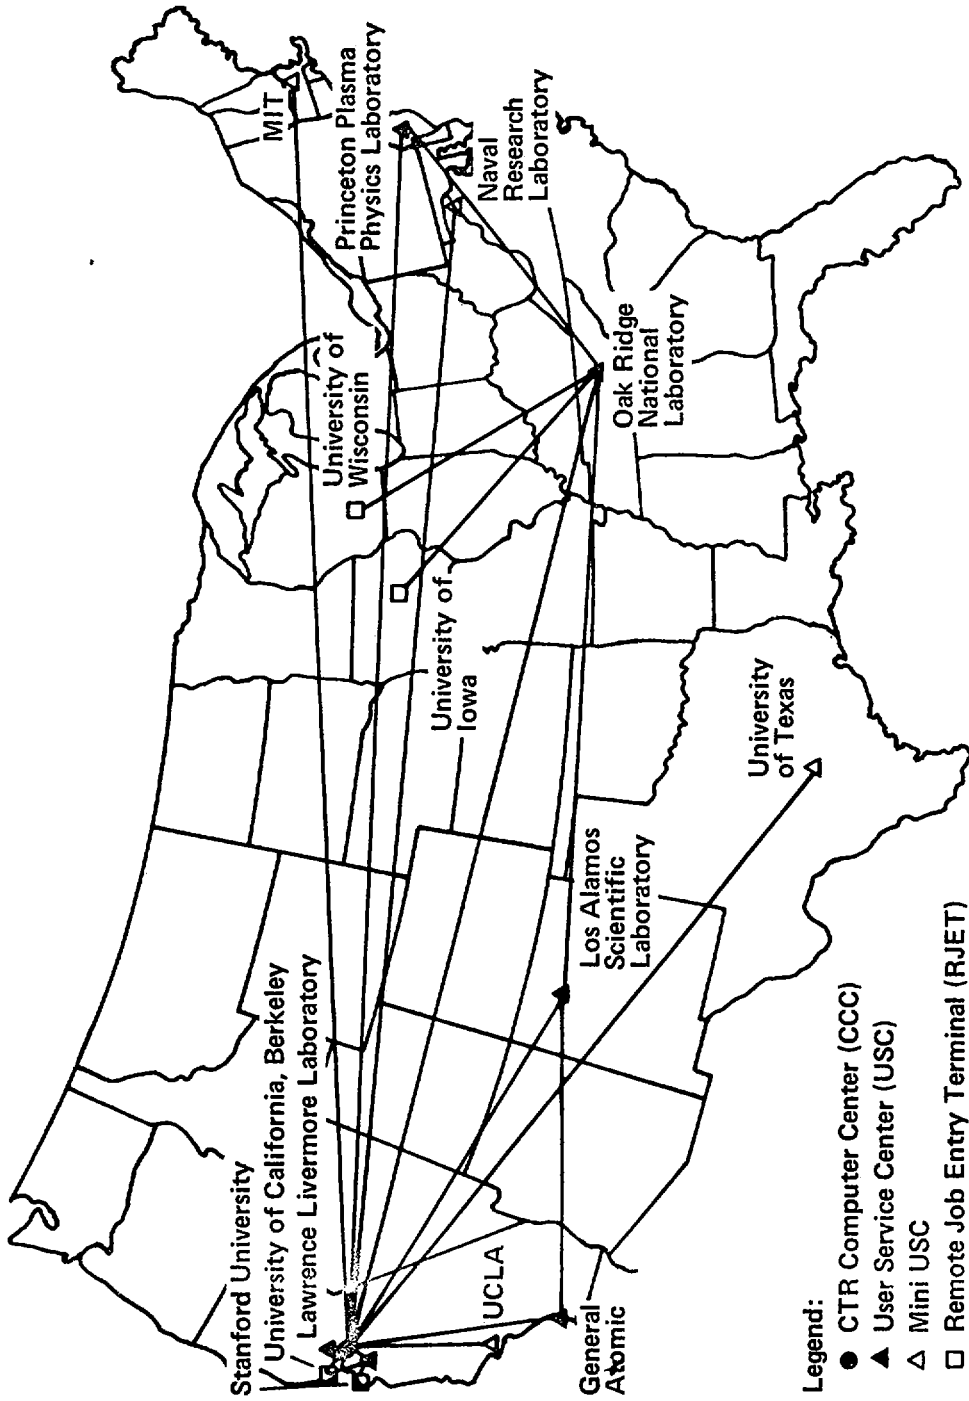 MIT
Princeton Plasma
Physics Laboratory
Naval
Research
Laboratory
University of
Wisconsin
Oak Ridge
National
Laboratory
University of
Iowa
University
of Texas
Los Alamos
Scientific
Laboratory
Stanford University
University of California, Berkeley
Lawrence Livermore Laboratory
UCLA
General
Atomic
Legend:
CTR Computer Center (CCC)
User Service Center (USC)
Mini USC
Remote Job Entry Terminal (RJET)